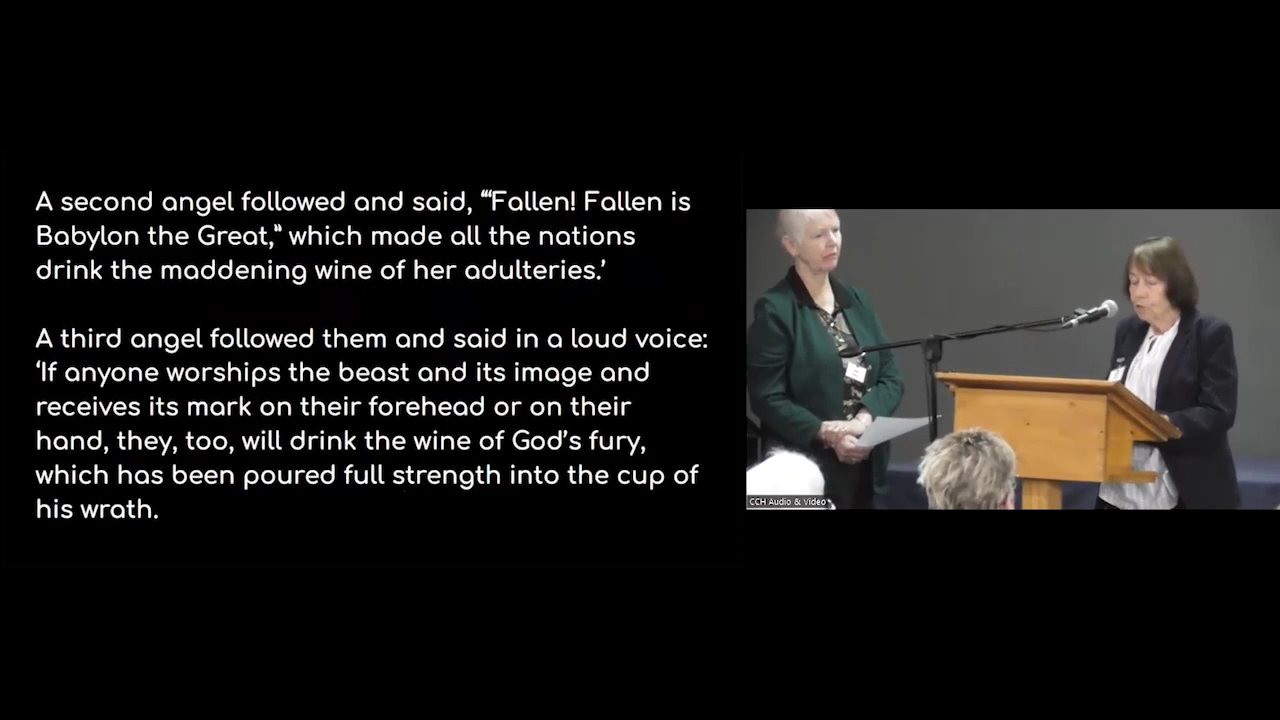 A second angel followed and said, “‘Fallen! Fallen is
Babylon the Great,” which made all the nations
drink the maddening wine of her adulteries.’
A third angel followed them and said in a loud voice:
‘If anyone worships the beast and its image and
receives its mark on their forehead or on their
hand, they, too, will drink the wine of God’s fury,
which has been poured full strength into the cup of
his wrath.
CCH Audio & Video